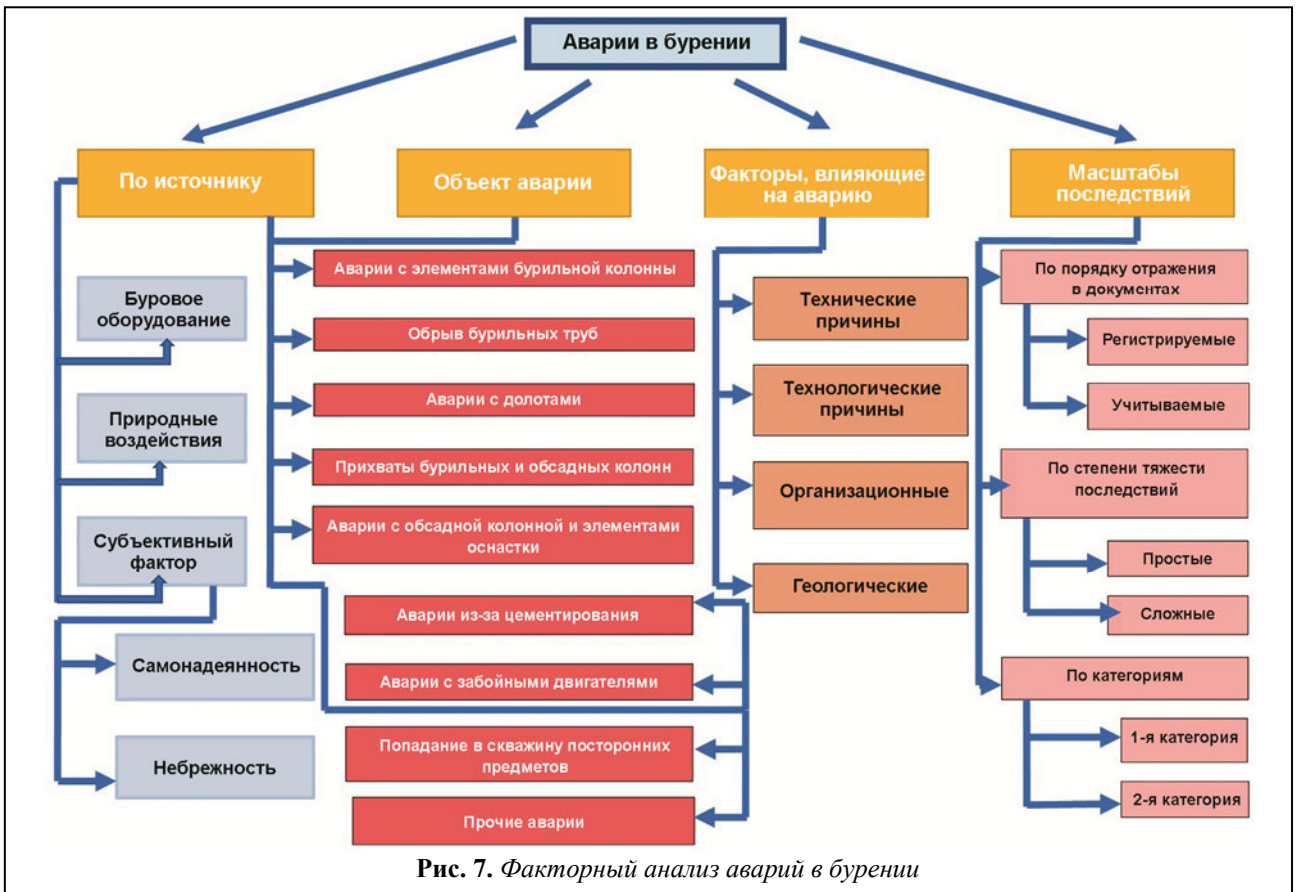 Аварии в бурении
По источнику
Объект аварии
Факторы, влияющие
на аварию
Масштабы
последствий
Буровое
оборудование
Природные
воздействия
Субъективный
фактор
Самонадеянность
Небрежность
Аварии с элементами бурильной колонны
Обрыв бурильных труб
Аварии с долотами
Прихваты бурильных и обсадных колонн
Аварии с обсадной колонной и элементами
оснастки
Аварии из-за цементирования
Аварии с забойными двигателями
Попадание в скважину посторонних
предметов
Прочие аварии
Технические
причины
Технологические
причины
Организационные
Геологические
По порядку отражения
в документах
Регистрируемые
Учитываемые
По степени тяжести
последствий
Простые
Сложные
По категориям
1-я категория
2-я категория
Рис. 7. Факторный анализ аварий в бурении